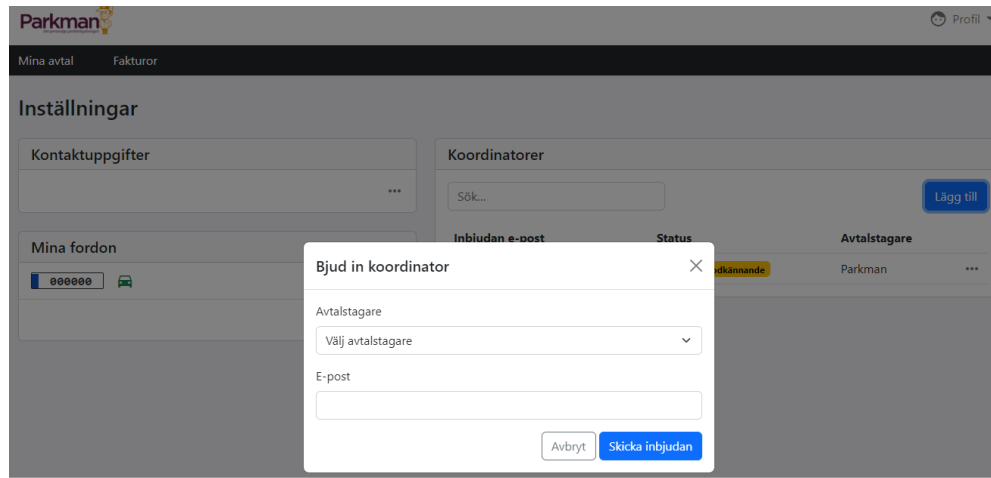 Parkman
Profil
Mina avtal
Fakturor
Inställningar
Kontaktuppgifter
Koordinatorer
Sök...
Lägg till
Mina fordon
Inbjudan e-post
Status
Avtalstagare
000000
dkännande
Parkman
Bjud in koordinator
Avtalstagare
Välj avtalstagare
E-post
Avbryt
Skicka inbjudan